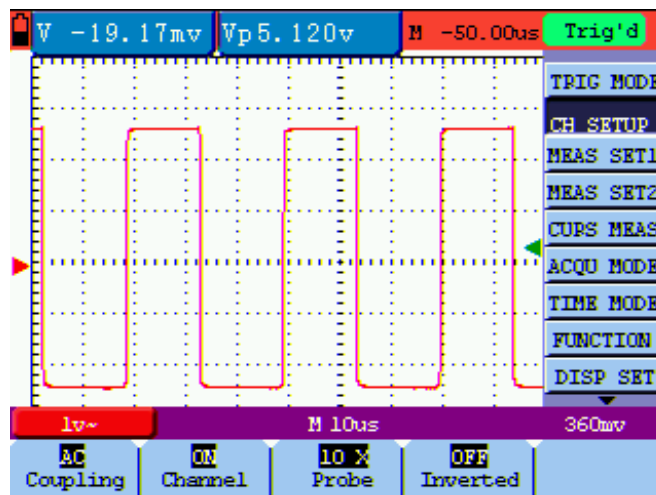 V -19.17mv Vp5.120v M -50.00us Trig'd
TRIG MODE
CH SETUP
MEAS SET1
MEAS SET2
CURS MEAS
ACQU MODE
TIME MODE
FUNCTION
DISP SET
1v~ M 10us 360mv
AC ON 10 X OFF
Coupling Channel Probe Inverted